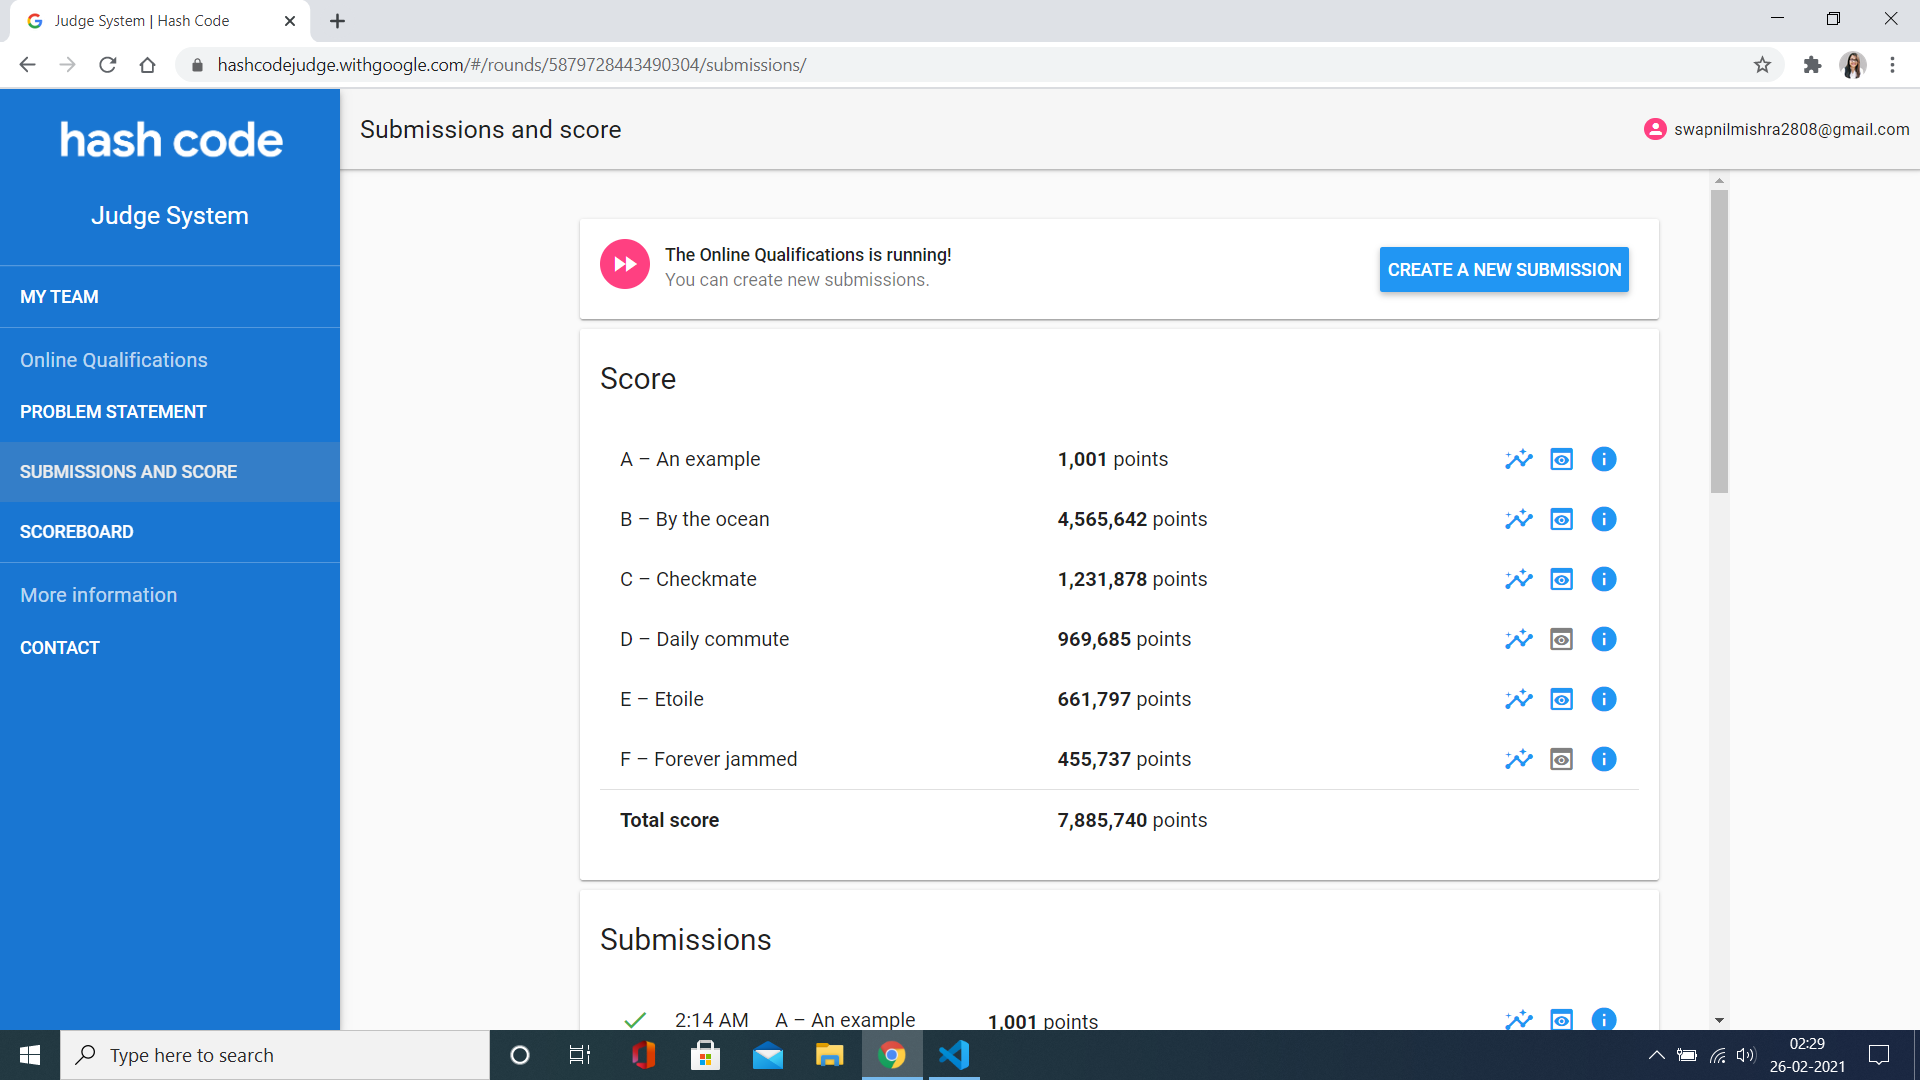 Judge System | Hash Code
hashcodejudge.withgoogle.com/#/rounds/5879728443490304/submissions/
hash code
Judge System
MY TEAM
Online Qualifications
PROBLEM STATEMENT
SUBMISSIONS AND SCORE
SCOREBOARD
More information
CONTACT
Submissions and score
swapnilmishra2808@gmail.com
The Online Qualifications is running!
You can create new submissions.
CREATE A NEW SUBMISSION
Score
A – An example 1,001 points
B – By the ocean 4,565,642 points
C – Checkmate 1,231,878 points
D – Daily commute 969,685 points
E – Etoile 661,797 points
F – Forever jammed 455,737 points
Total score 7,885,740 points
Submissions
2:14 AM A – An example 1,001 points
Type here to search
02:29
26-02-2021